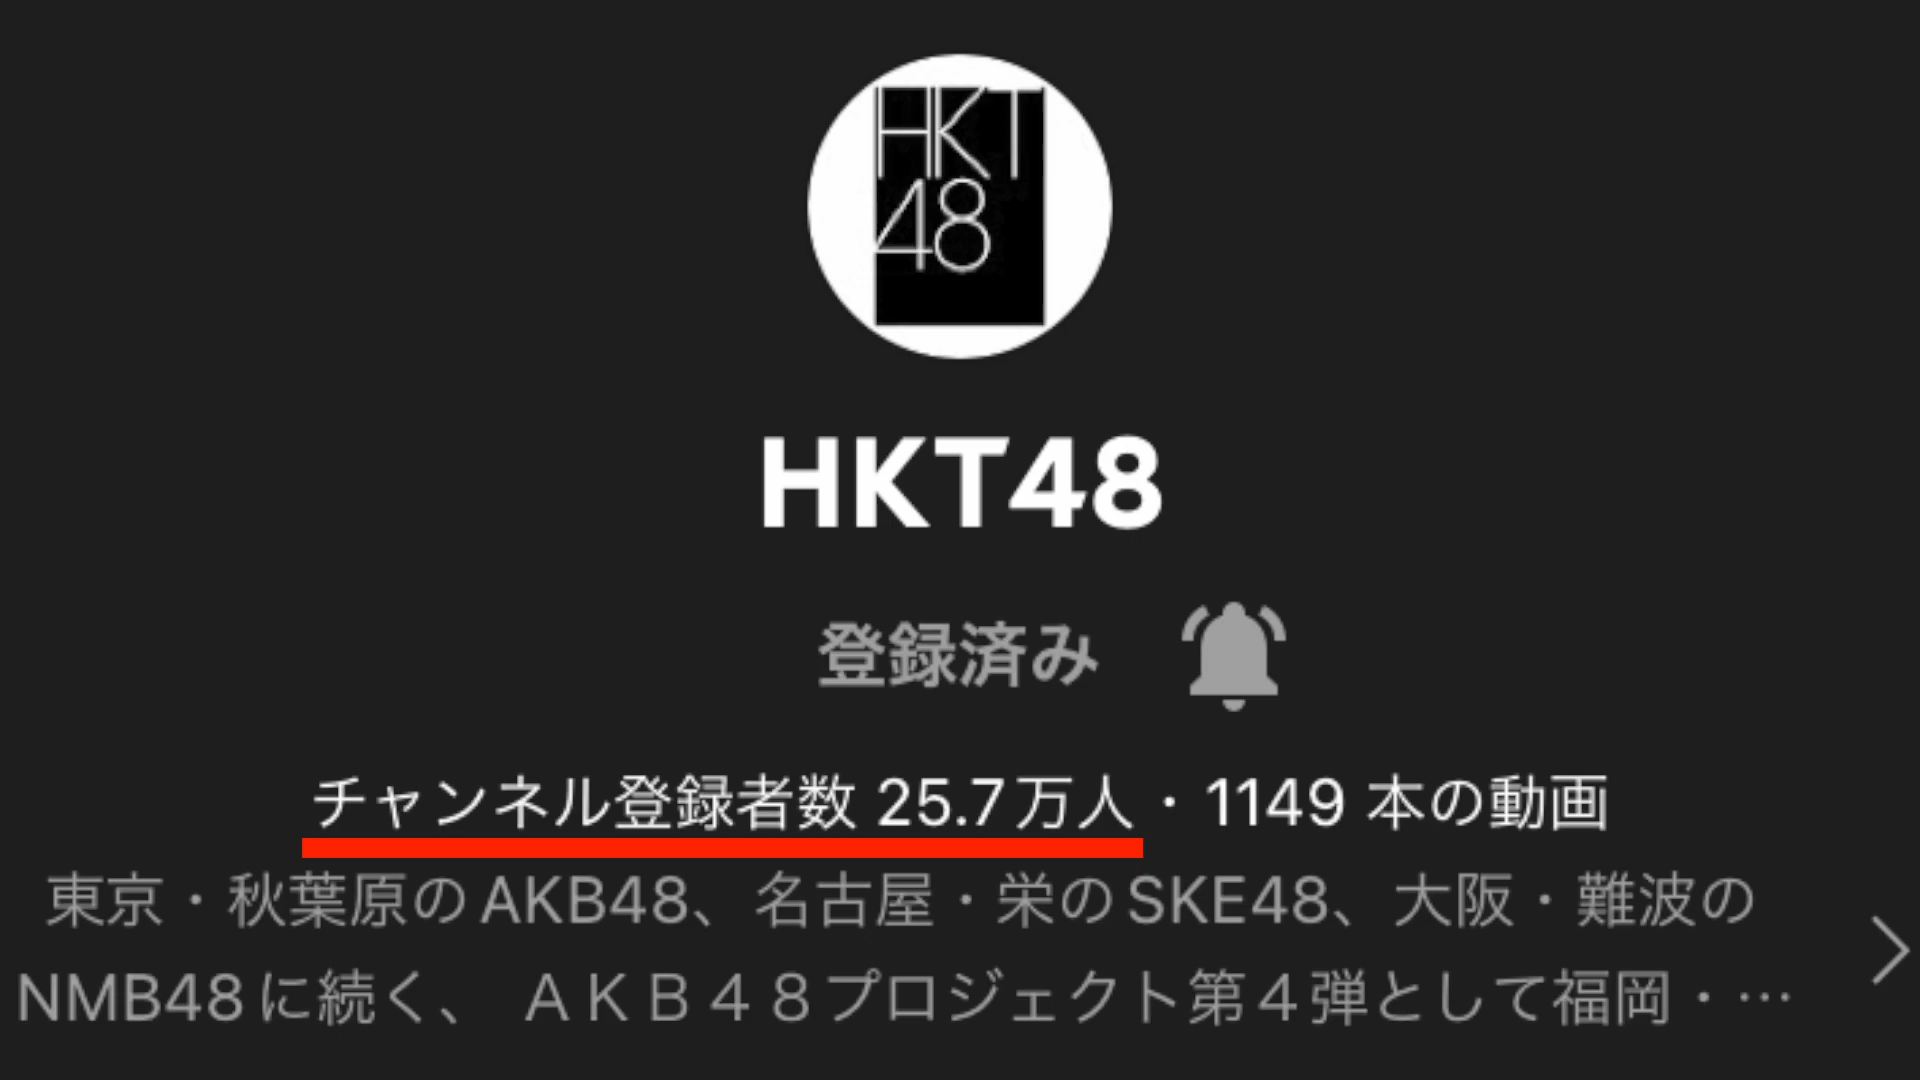 HKT
48
HKT48
登録済み
チャンネル登録者数 25.7万人・1149 本の動画
東京・秋葉原のAKB48、名古屋・栄のSKE48、大阪・難波の
NMB48に続く、 ＡＫＢ４８プロジェクト第４弾として福岡・…